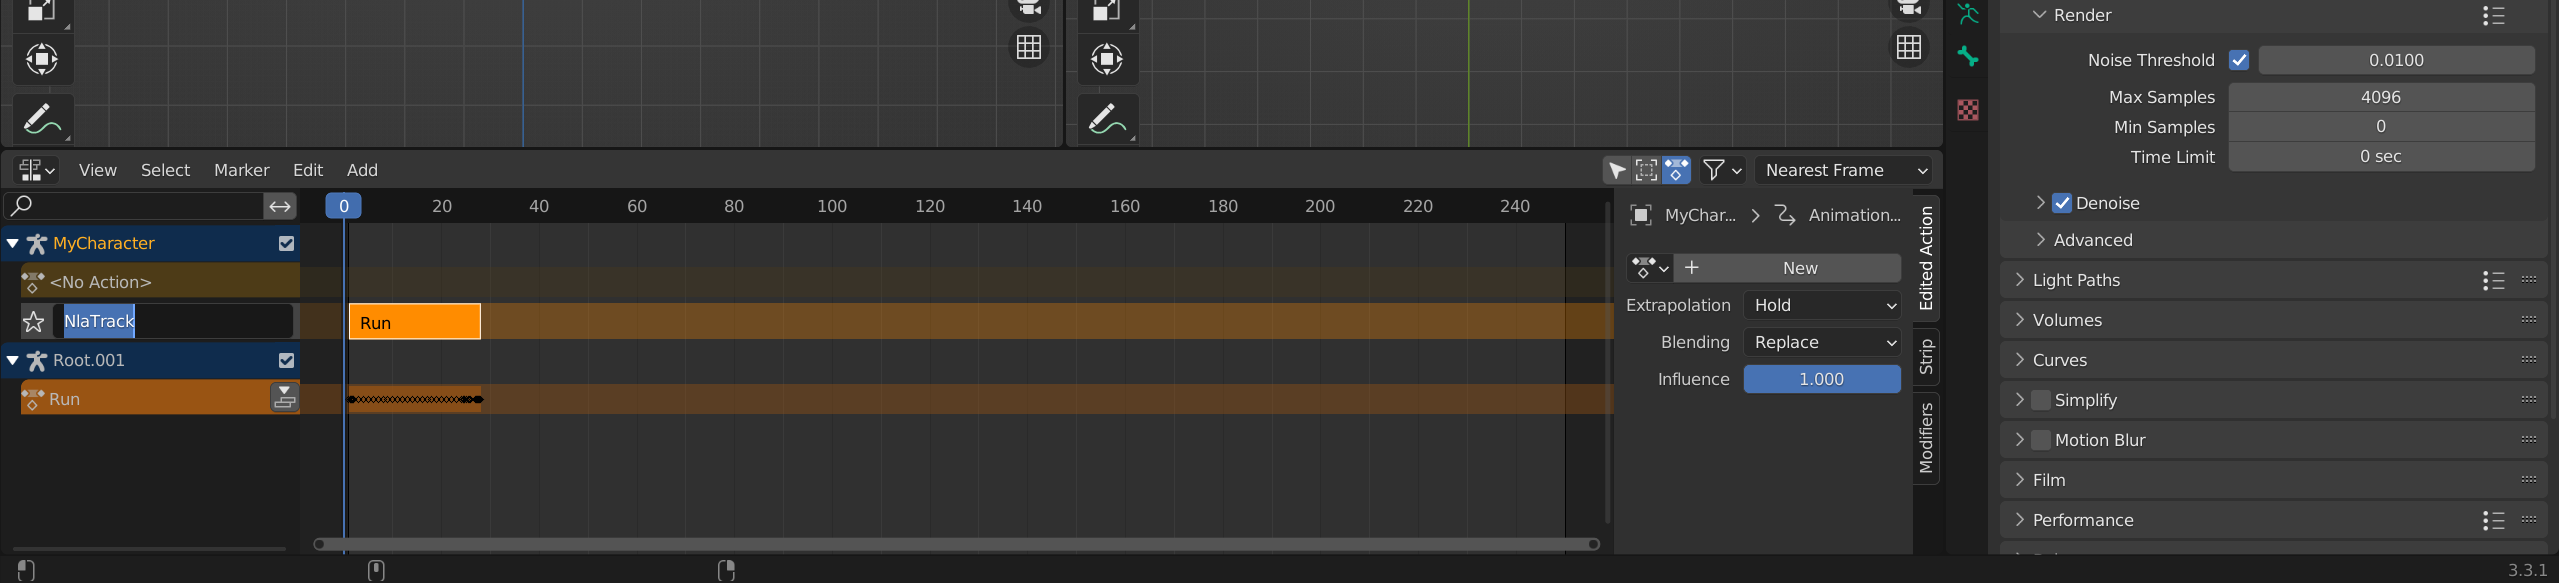 Render
Noise Threshold 0.0100
Max Samples 4096
Min Samples 0
Time Limit 0 sec
Denoise
Advanced
Light Paths
Volumes
Curves
Simplify
Motion Blur
Film
Performance
View Select Marker Edit Add
Nearest Frame
0 20 40 60 80 100 120 140 160 180 200 220 240
MyCharacter
<No Action>
NlaTrack
Run
Root.001
Run
MyChar... Animation...
New
Extrapolation Hold
Blending Replace
Influence 1.000
Edited Action
Strip
Modifiers
3.3.1